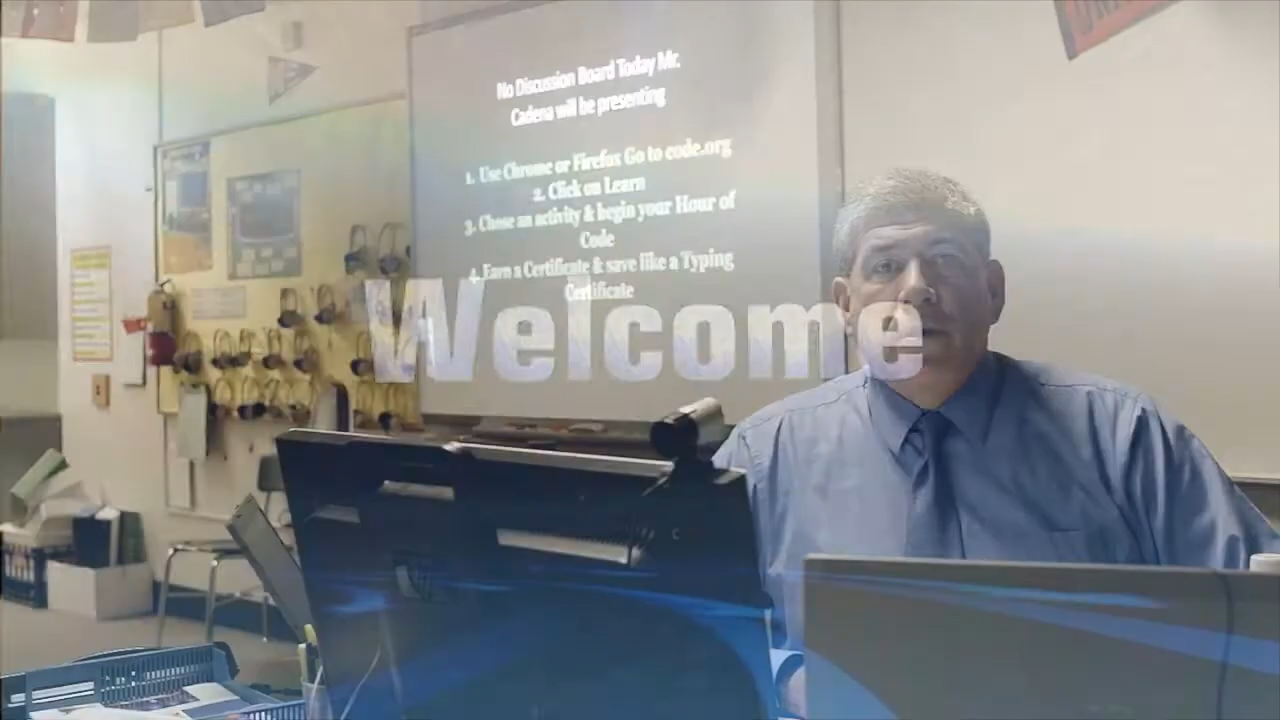 No Discussion Board Today Mr.
Cadena will be presenting
1. Use Chrome or Firefox Go to code.org
2. Click on Learn
3. Chose an activity & begin your Hour of
Code
4. Earn a Certificate & save like a Typing
Certificate
Welcome